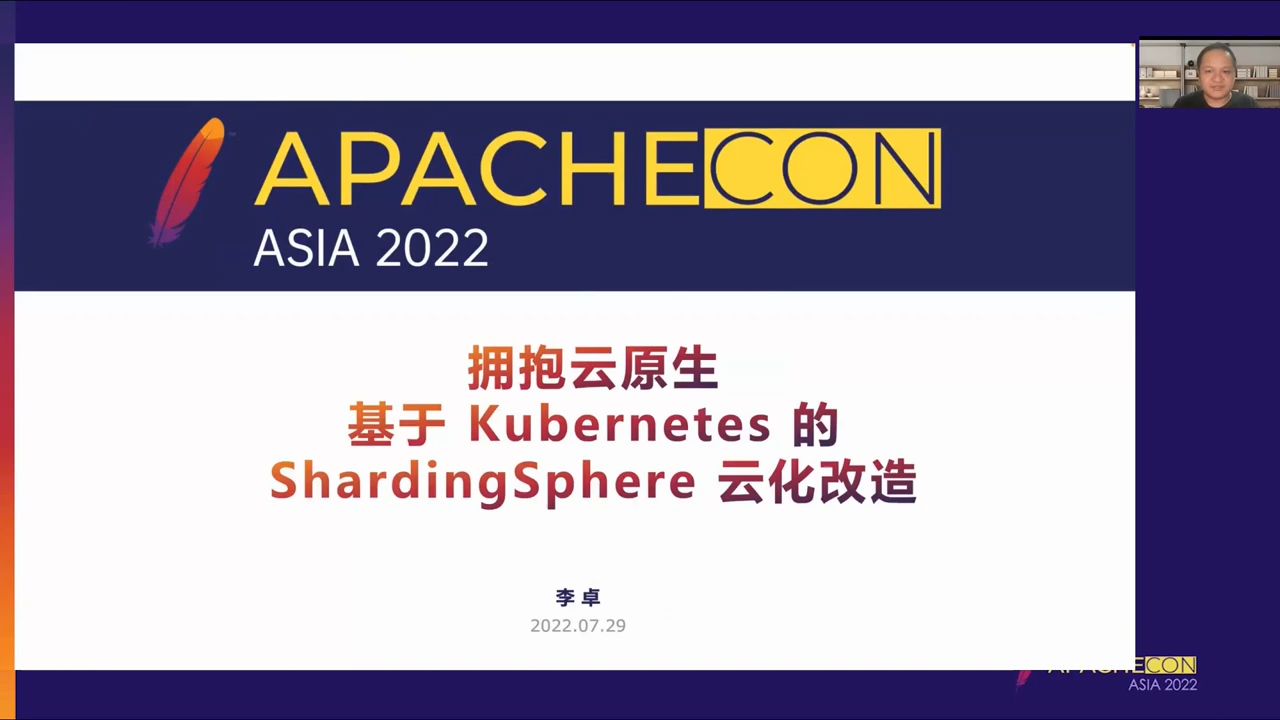 APACHECON
ASIA 2022
拥抱云原生
基于 Kubernetes 的
ShardingSphere 云化改造
李 卓
2022.07.29
APACHECON
ASIA 2022